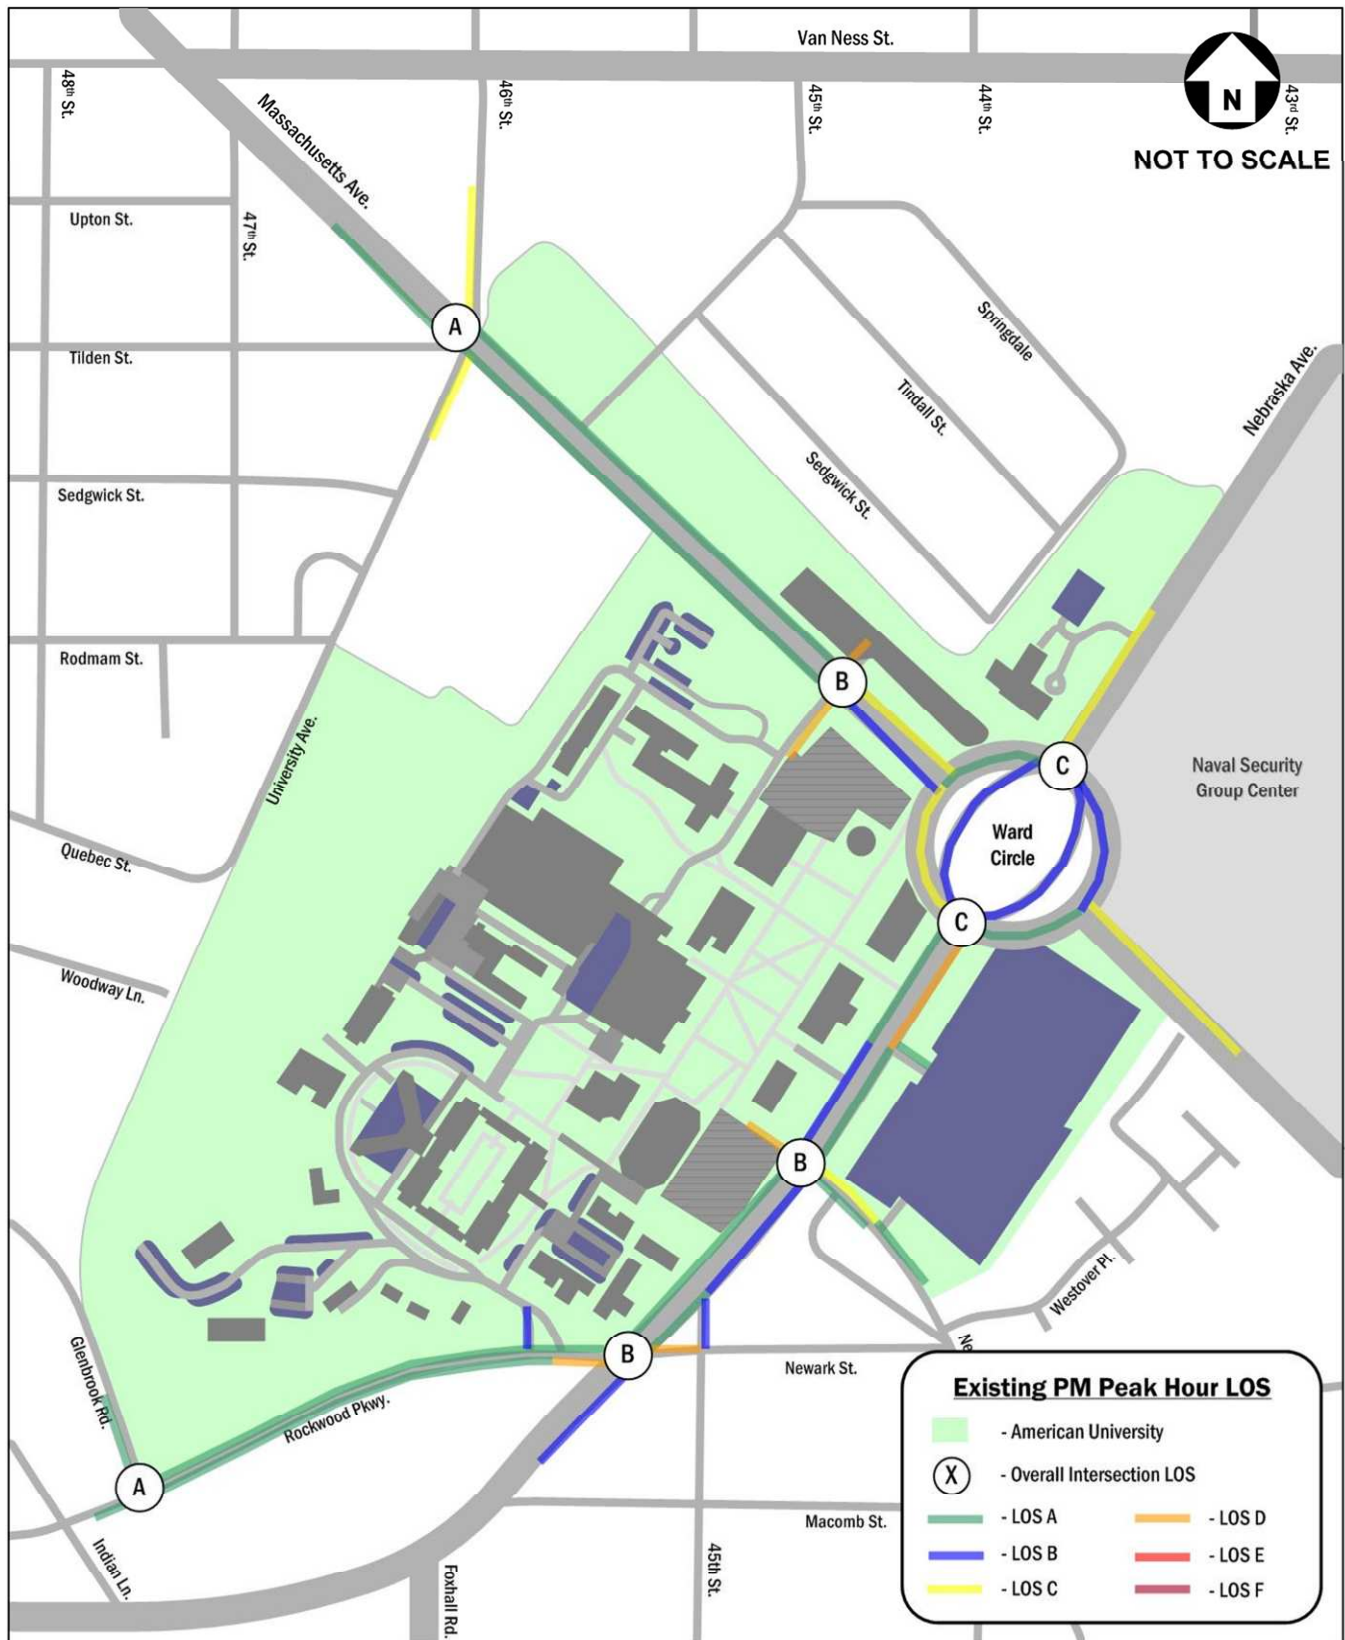 Van Ness St.
48th St.
46th St.
45th St.
44th St.
43rd St.
N
NOT TO SCALE
Massachusetts Ave.
Upton St.
47th St.
A
Tilden St.
Springdale
Nebraska Ave.
Tindall St.
Sedgwick St.
Sedgwick St.
Rodmam St.
B
University Ave.
C
Naval Security
Group Center
Ward
Circle
Quebec St.
C
Woodway Ln.
B
Westover Pl.
Glenbrook Rd.
B
Newark St.
Ne
Rockwood Pkwy.
A
Macomb St.
Indian Ln.
Foxhall Rd.
45th St.
Existing PM Peak Hour LOS
- American University
X - Overall Intersection LOS
- LOS A - LOS D
- LOS B - LOS E
- LOS C - LOS F